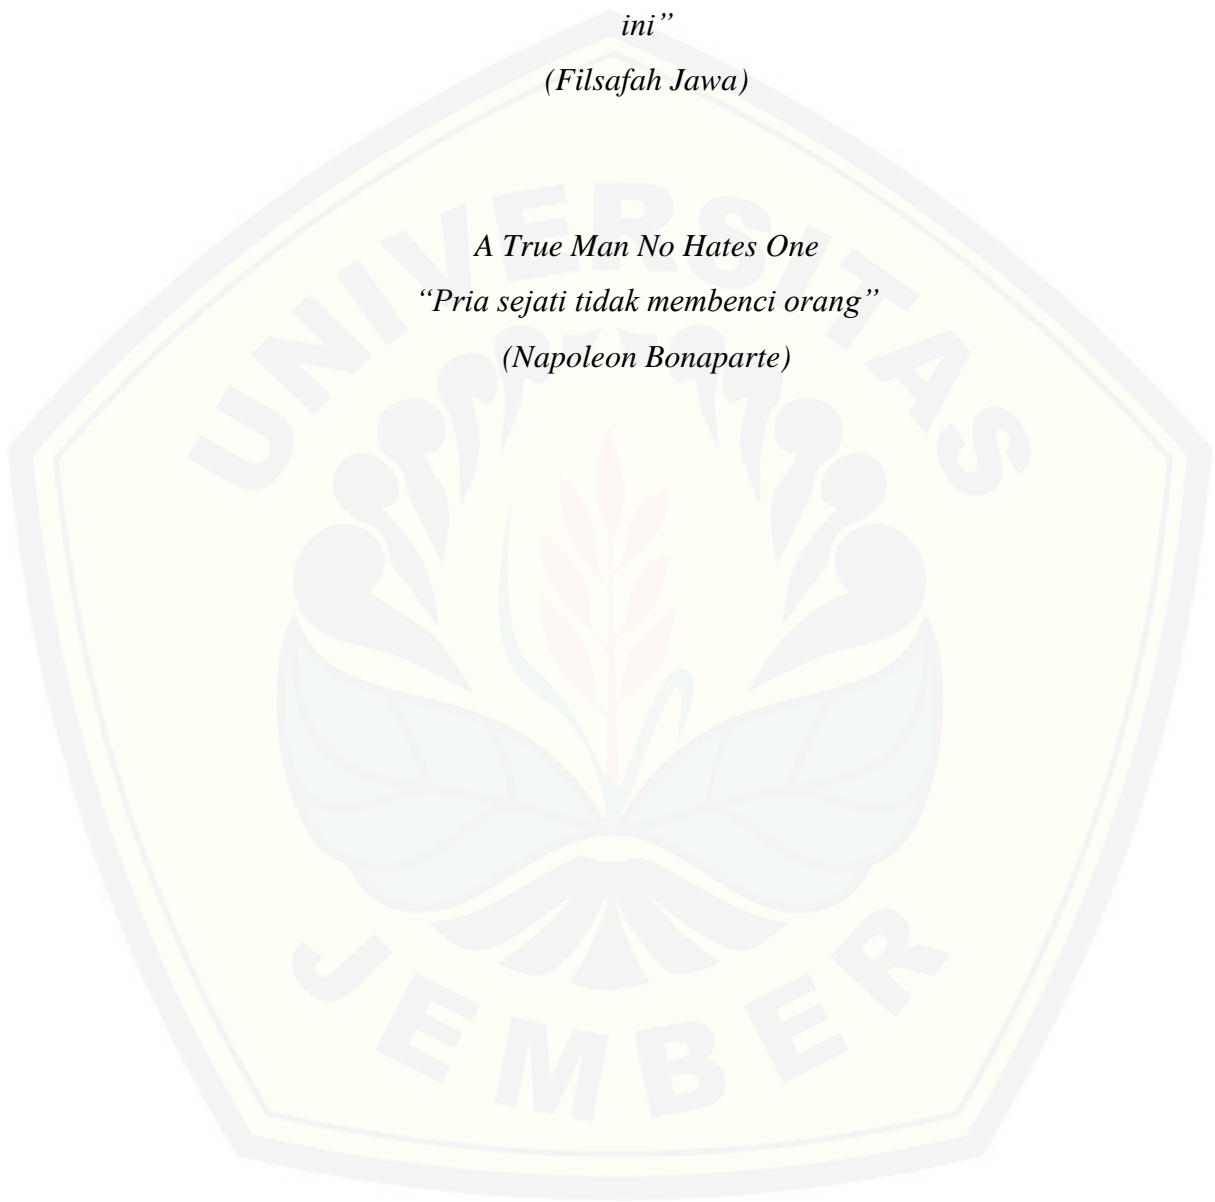 ini”
(Filsafah Jawa)
A True Man No Hates One
“Pria sejati tidak membenci orang”
(Napoleon Bonaparte)
UNIVERSITAS
JEMBER